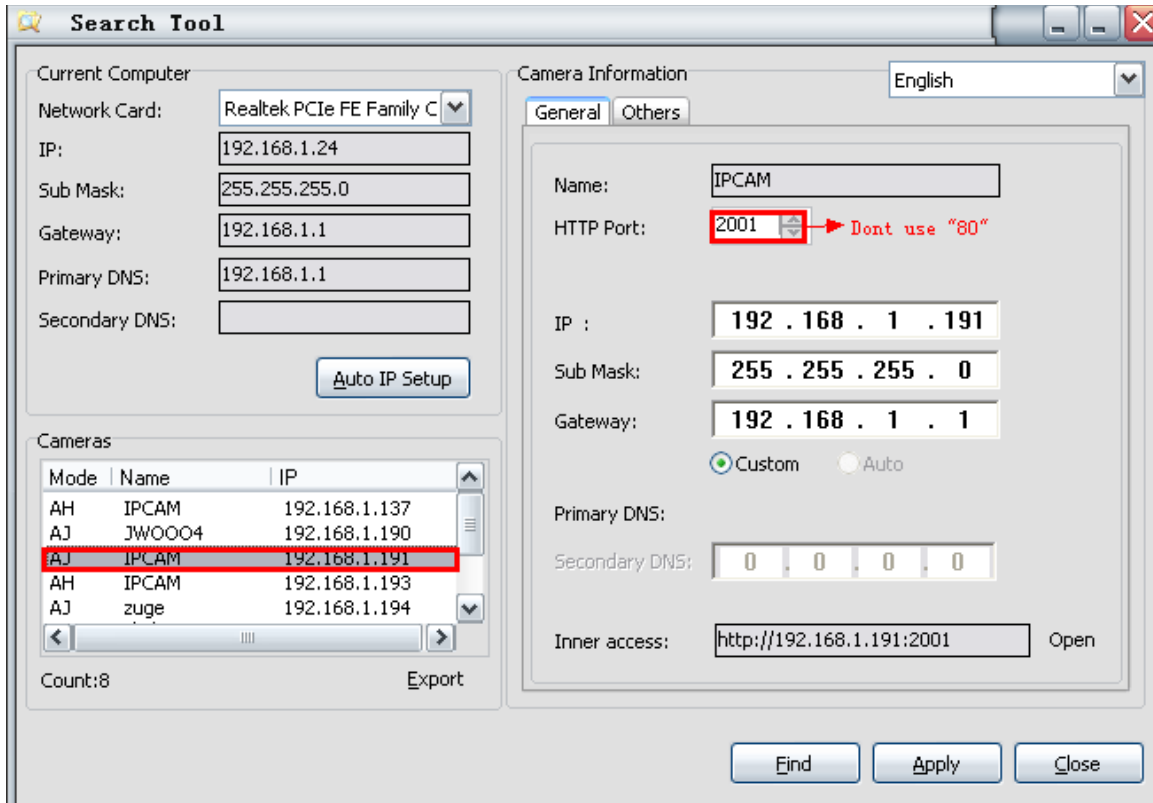 Search Tool
Current Computer
Network Card: Realtek PCIe FE Family C
IP: 192.168.1.24
Sub Mask: 255.255.255.0
Gateway: 192.168.1.1
Primary DNS: 192.168.1.1
Secondary DNS:
Auto IP Setup
Cameras
Mode Name IP
AH IPCAM 192.168.1.137
AJ JWOOO4 192.168.1.190
AJ IPCAM 192.168.1.191
AH IPCAM 192.168.1.193
AJ zuge 192.168.1.194
Count:8 Export
Camera Information
English
General Others
Name: IPCAM
HTTP Port: 2001 Dont use "80"
IP : 192 . 168 . 1 . 191
Sub Mask: 255 . 255 . 255 . 0
Gateway: 192 . 168 . 1 . 1
Custom Auto
Primary DNS:
Secondary DNS: 0 . 0 . 0 . 0
Inner access: http://192.168.1.191:2001 Open
Find Apply Close